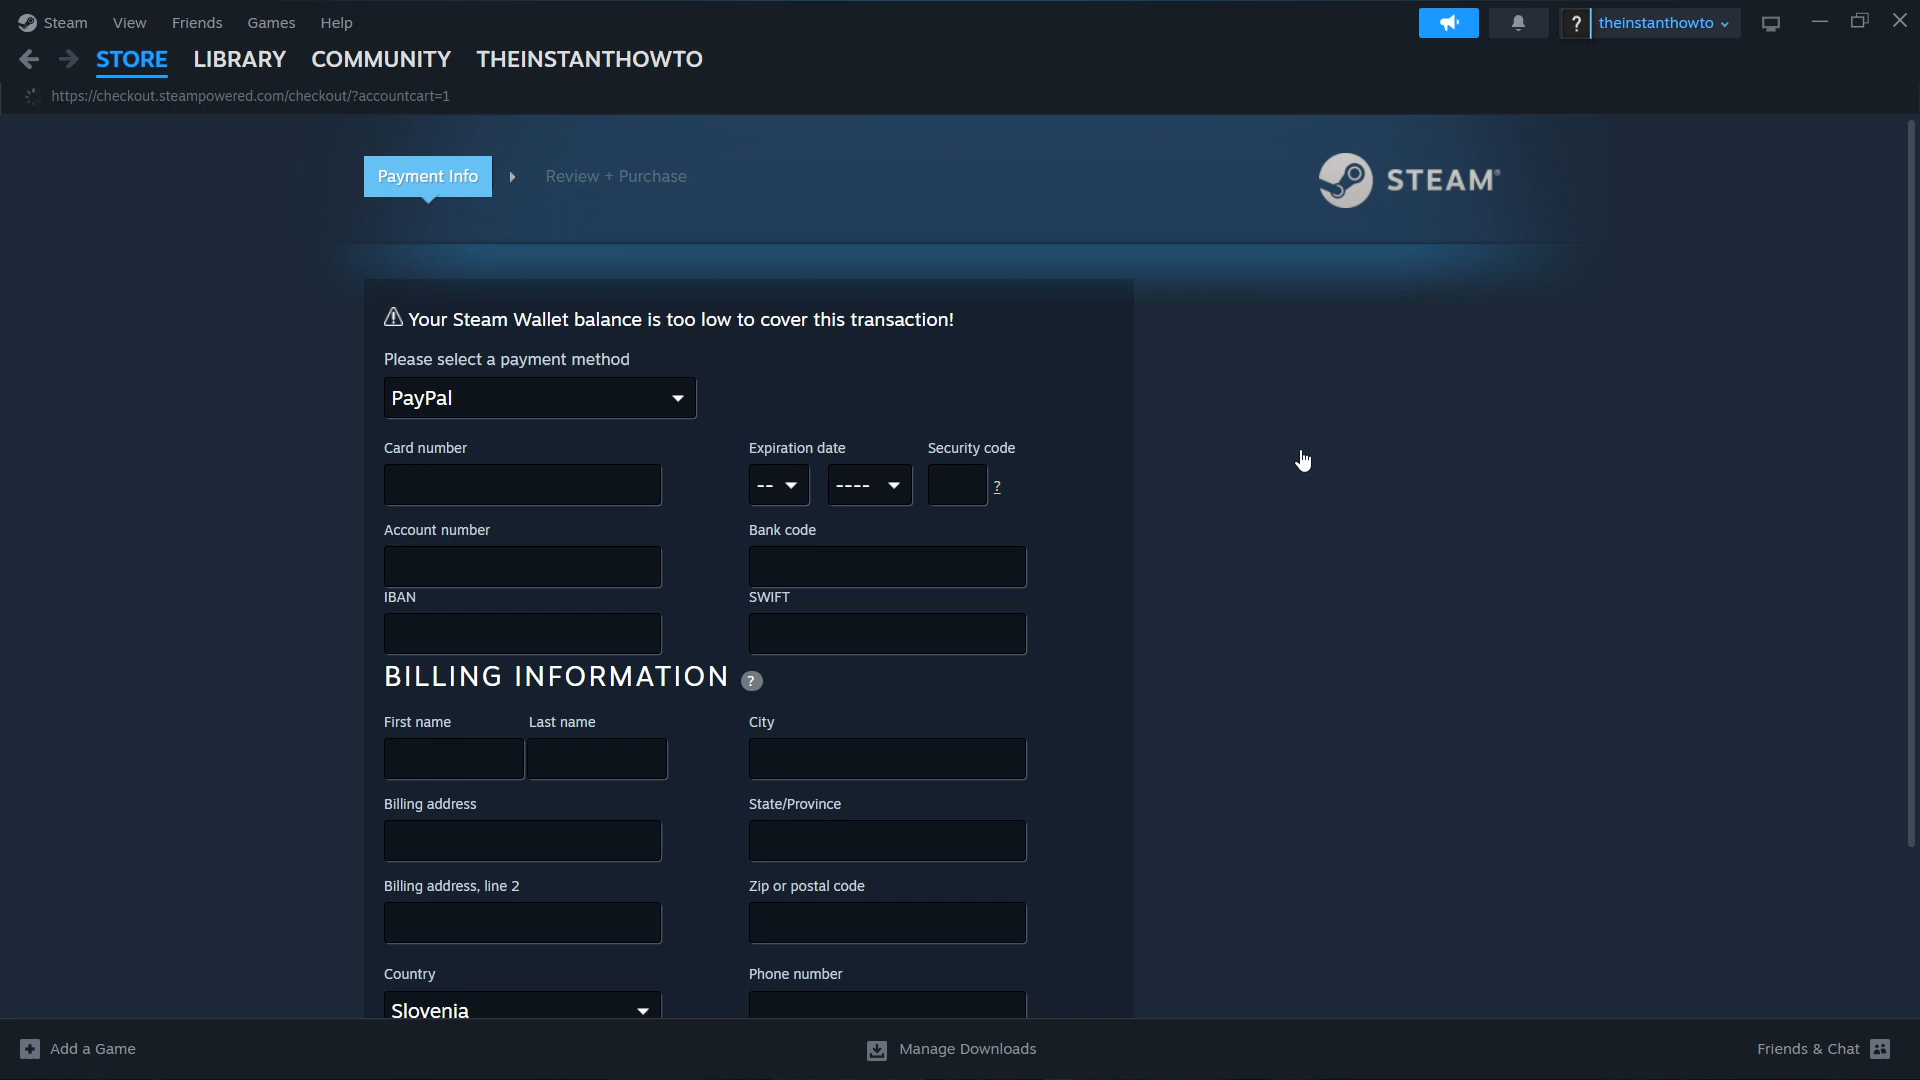 Steam View Friends Games Help
? theinstanthowto
STORE LIBRARY COMMUNITY THEINSTANTHOWTO
https://checkout.steampowered.com/checkout/?accountcart=1
Payment Info Review + Purchase
STEAM®
Your Steam Wallet balance is too low to cover this transaction!
Please select a payment method
PayPal
Card number Expiration date Security code
-- ---- ?
Account number Bank code
IBAN SWIFT
BILLING INFORMATION ?
First name Last name City
Billing address State/Province
Billing address, line 2 Zip or postal code
Country Phone number
Slovenia
Add a Game Manage Downloads Friends & Chat